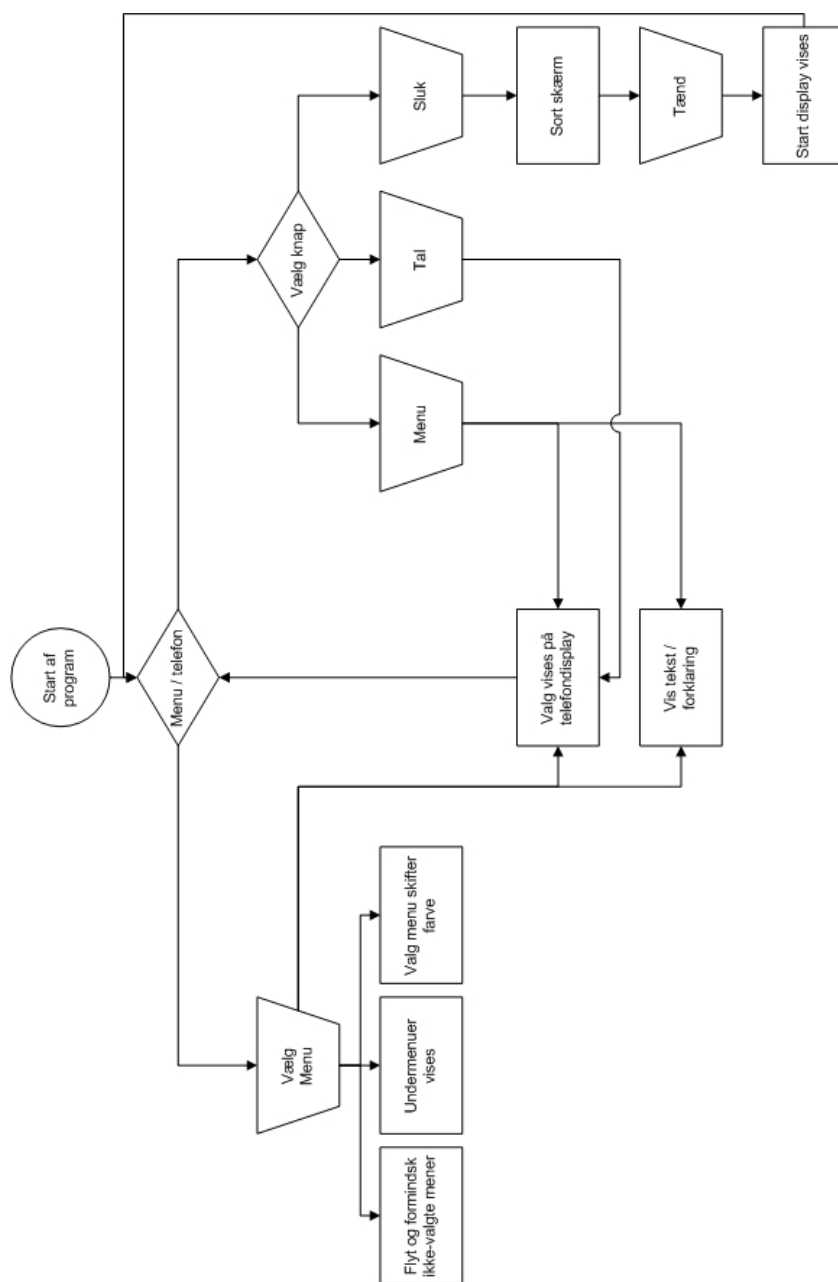 Start af
program
Menu / telefon
Vælg
Menu
Vælg knap
Flyt og formindsk
ikke-valgte mener
Undermenuer
vises
Valg menu skifter
farve
Menu
Tal
Sluk
Valg vises på
telefondisplay
Sort skærm
Vis tekst /
forklaring
Tænd
Start display vises